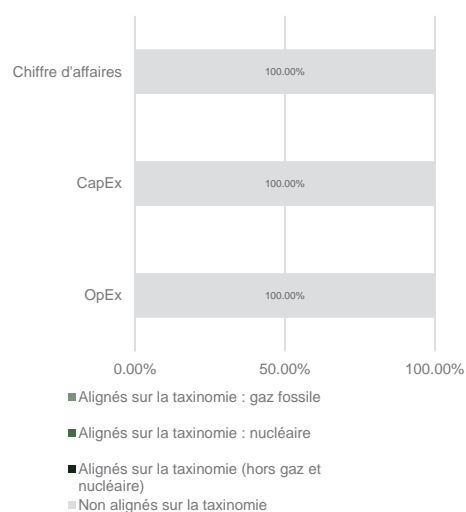 Chiffre d'affaires
100.00%
CapEx
100.00%
OpEx
100.00%
0.00% 50.00% 100.00%
Alignés sur la taxinomie : gaz fossile
Alignés sur la taxinomie : nucléaire
Alignés sur la taxinomie (hors gaz et
nucléaire)
Non alignés sur la taxinomie